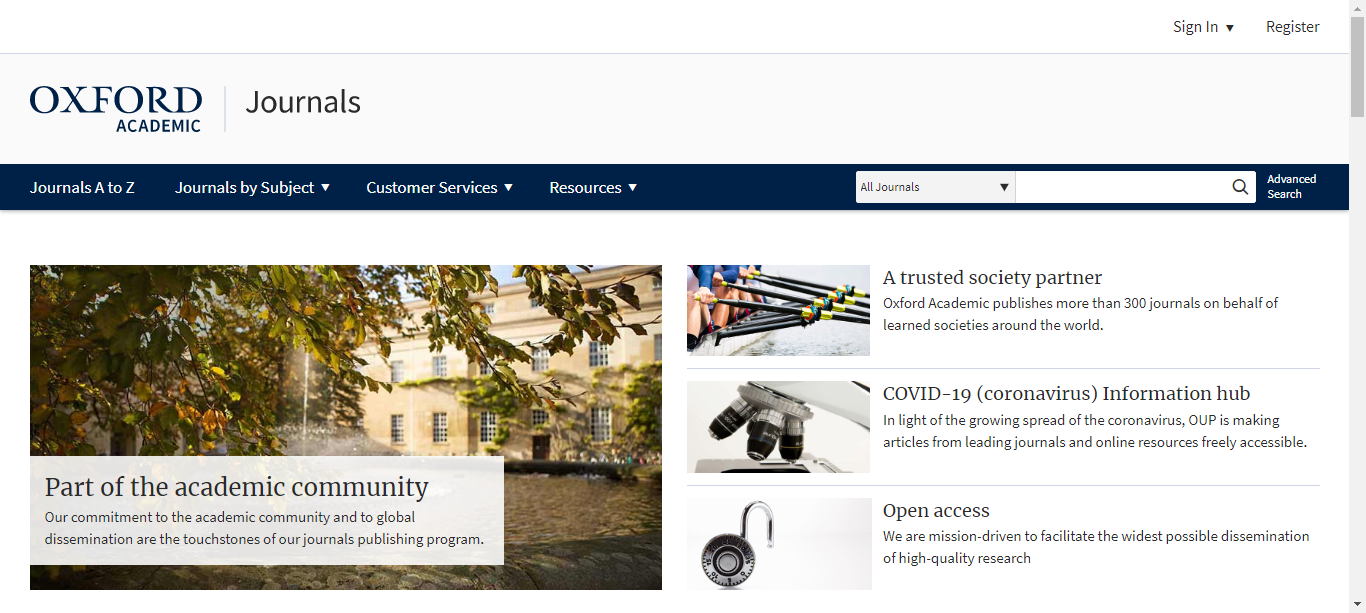 Sign In ▼
Register
OXFORD
ACADEMIC
Journals
Journals A to Z
Journals by Subject ▼
Customer Services ▼
Resources ▼
All Journals
Advanced
Search
Part of the academic community
Our commitment to the academic community and to global
dissemination are the touchstones of our journals publishing program.
A trusted society partner
Oxford Academic publishes more than 300 journals on behalf of
learned societies around the world.
COVID-19 (coronavirus) Information hub
In light of the growing spread of the coronavirus, OUP is making
articles from leading journals and online resources freely accessible.
Open access
We are mission-driven to facilitate the widest possible dissemination
of high-quality research